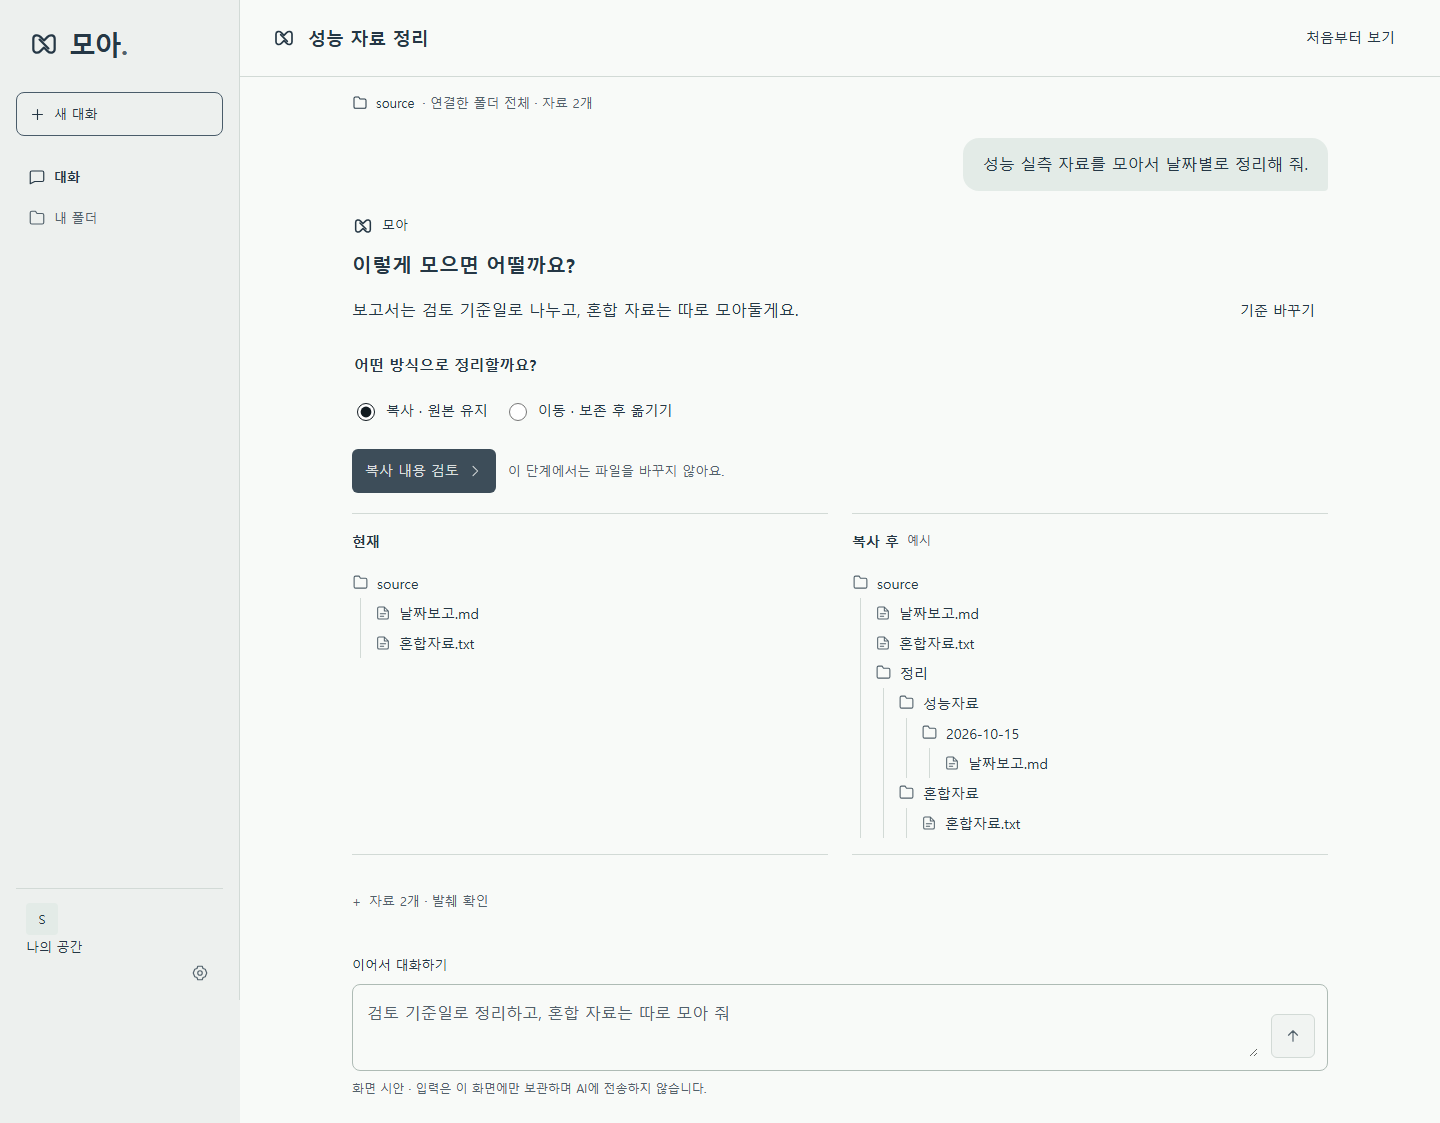 모아.
새 대화
대화
내 폴더
S
나의 공간
성능 자료 정리
처음부터 보기
source · 연결한 폴더 전체 · 자료 2개
성능 실측 자료를 모아서 날짜별로 정리해 줘.
모아
이렇게 모으면 어떨까요?
보고서는 검토 기준일로 나누고, 혼합 자료는 따로 모아둘게요.
기준 바꾸기
어떤 방식으로 정리할까요?
복사 · 원본 유지
이동 · 보존 후 옮기기
복사 내용 검토
이 단계에서는 파일을 바꾸지 않아요.
현재
source
날짜보고.md
혼합자료.txt
복사 후 예시
source
날짜보고.md
혼합자료.txt
정리
성능자료
2026-10-15
날짜보고.md
혼합자료
혼합자료.txt
+ 자료 2개 · 발췌 확인
이어서 대화하기
검토 기준일로 정리하고, 혼합 자료는 따로 모아 줘
화면 시안 · 입력은 이 화면에만 보관하며 AI에 전송하지 않습니다.